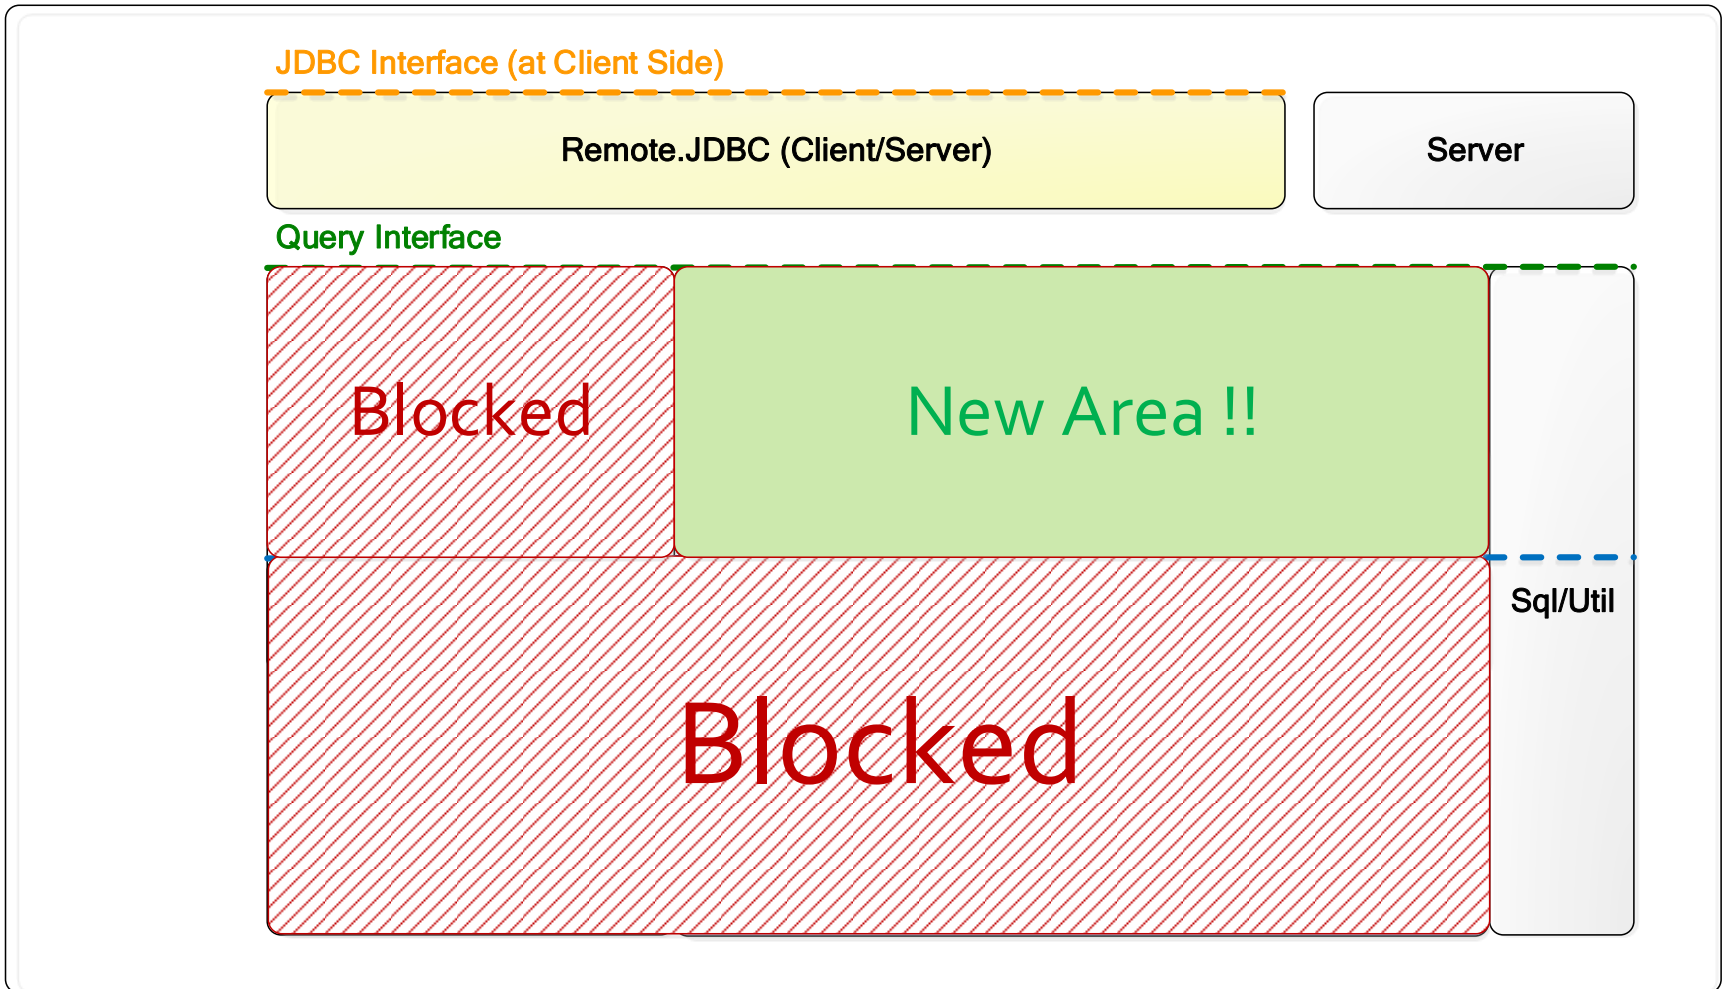 JDBC Interface (at Client Side)
Remote.JDBC (Client/Server)
Server
Query Interface
Blocked
New Area !!
Sql/Util
Blocked